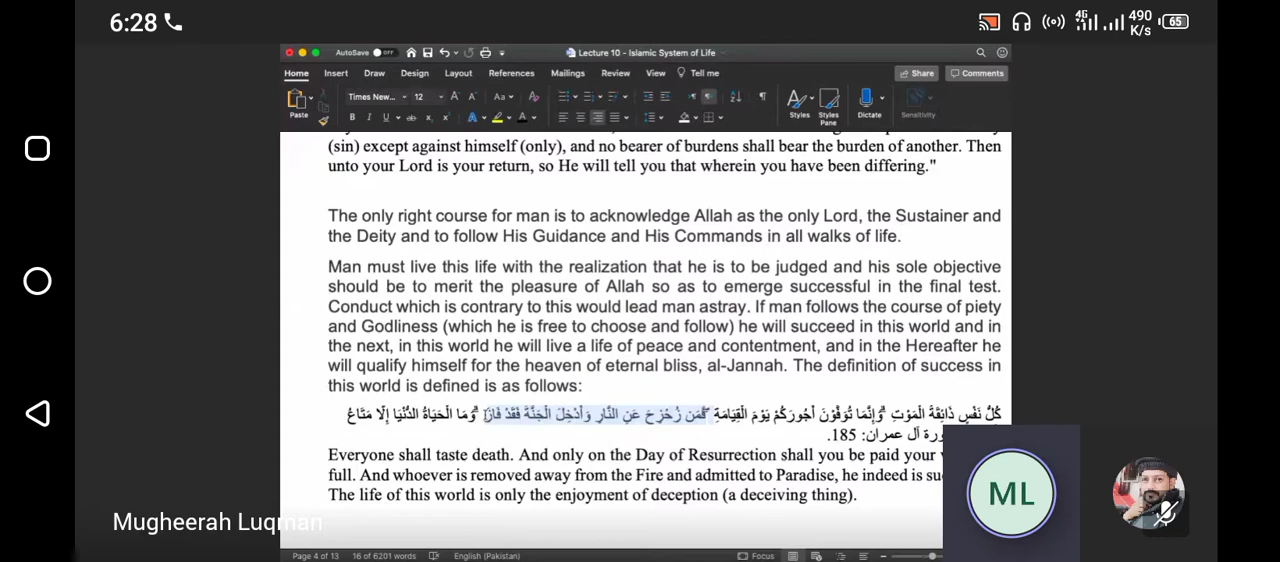 6:28
4G 490 K/s 65
AutoSave OFF
Lecture 10 - Islamic System of Life
Home Insert Draw Design Layout References Mailings Review View Tell me Share Comments
Paste Times New... 12 Aa Styles Styles Pane Dictate Sensitivity
(sin) except against himself (only), and no bearer of burdens shall bear the burden of another. Then
unto your Lord is your return, so He will tell you that wherein you have been differing."
The only right course for man is to acknowledge Allah as the only Lord, the Sustainer and
the Deity and to follow His Guidance and His Commands in all walks of life.
Man must live this life with the realization that he is to be judged and his sole objective
should be to merit the pleasure of Allah so as to emerge successful in the final test.
Conduct which is contrary to this would lead man astray. If man follows the course of piety
and Godliness (which he is free to choose and follow) he will succeed in this world and in
the next, in this world he will live a life of peace and contentment, and in the Hereafter he
will qualify himself for the heaven of eternal bliss, al-Jannah. The definition of success in
this world is defined is as follows:
كُلُّ نَفْسٍ ذَائِقَةُ الْمَوْتِ ۗ وَإِنَّمَا تُوَفَّوْنَ أُجُورَكُمْ يَوْمَ الْقِيَامَةِ ۖ فَمَن زُحْزِحَ عَنِ النَّارِ وَأُدْخِلَ الْجَنَّةَ فَقَدْ فَازَ ۗ وَمَا الْحَيَاةُ الدُّنْيَا إِلَّا مَتَاعُ
رة آل عمران: 185.
Everyone shall taste death. And only on the Day of Resurrection shall you be paid your
full. And whoever is removed away from the Fire and admitted to Paradise, he indeed is su
The life of this world is only the enjoyment of deception (a deceiving thing).
ML
Mugheerah Luqman
Page 4 of 13 16 of 6201 words English (Pakistan) Focus